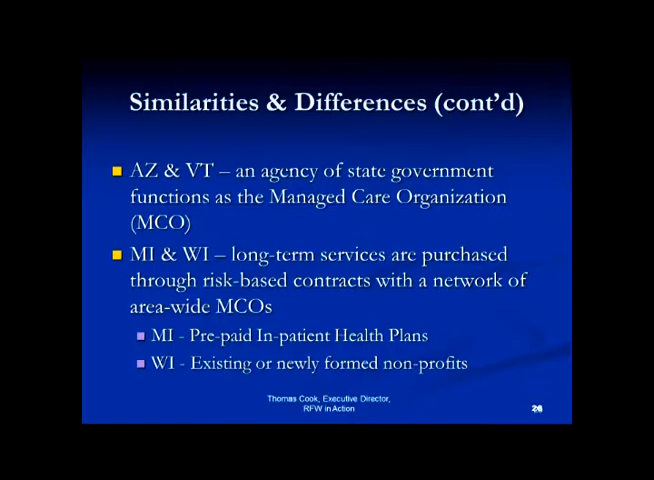 Similarities & Differences (cont'd)
AZ & VT – an agency of state government
functions as the Managed Care Organization
(MCO)
MI & WI – long-term services are purchased
through risk-based contracts with a network of
area-wide MCOs
MI - Pre-paid In-patient Health Plans
WI - Existing or newly formed non-profits
Thomas Cook, Executive Director,
RFW in Action